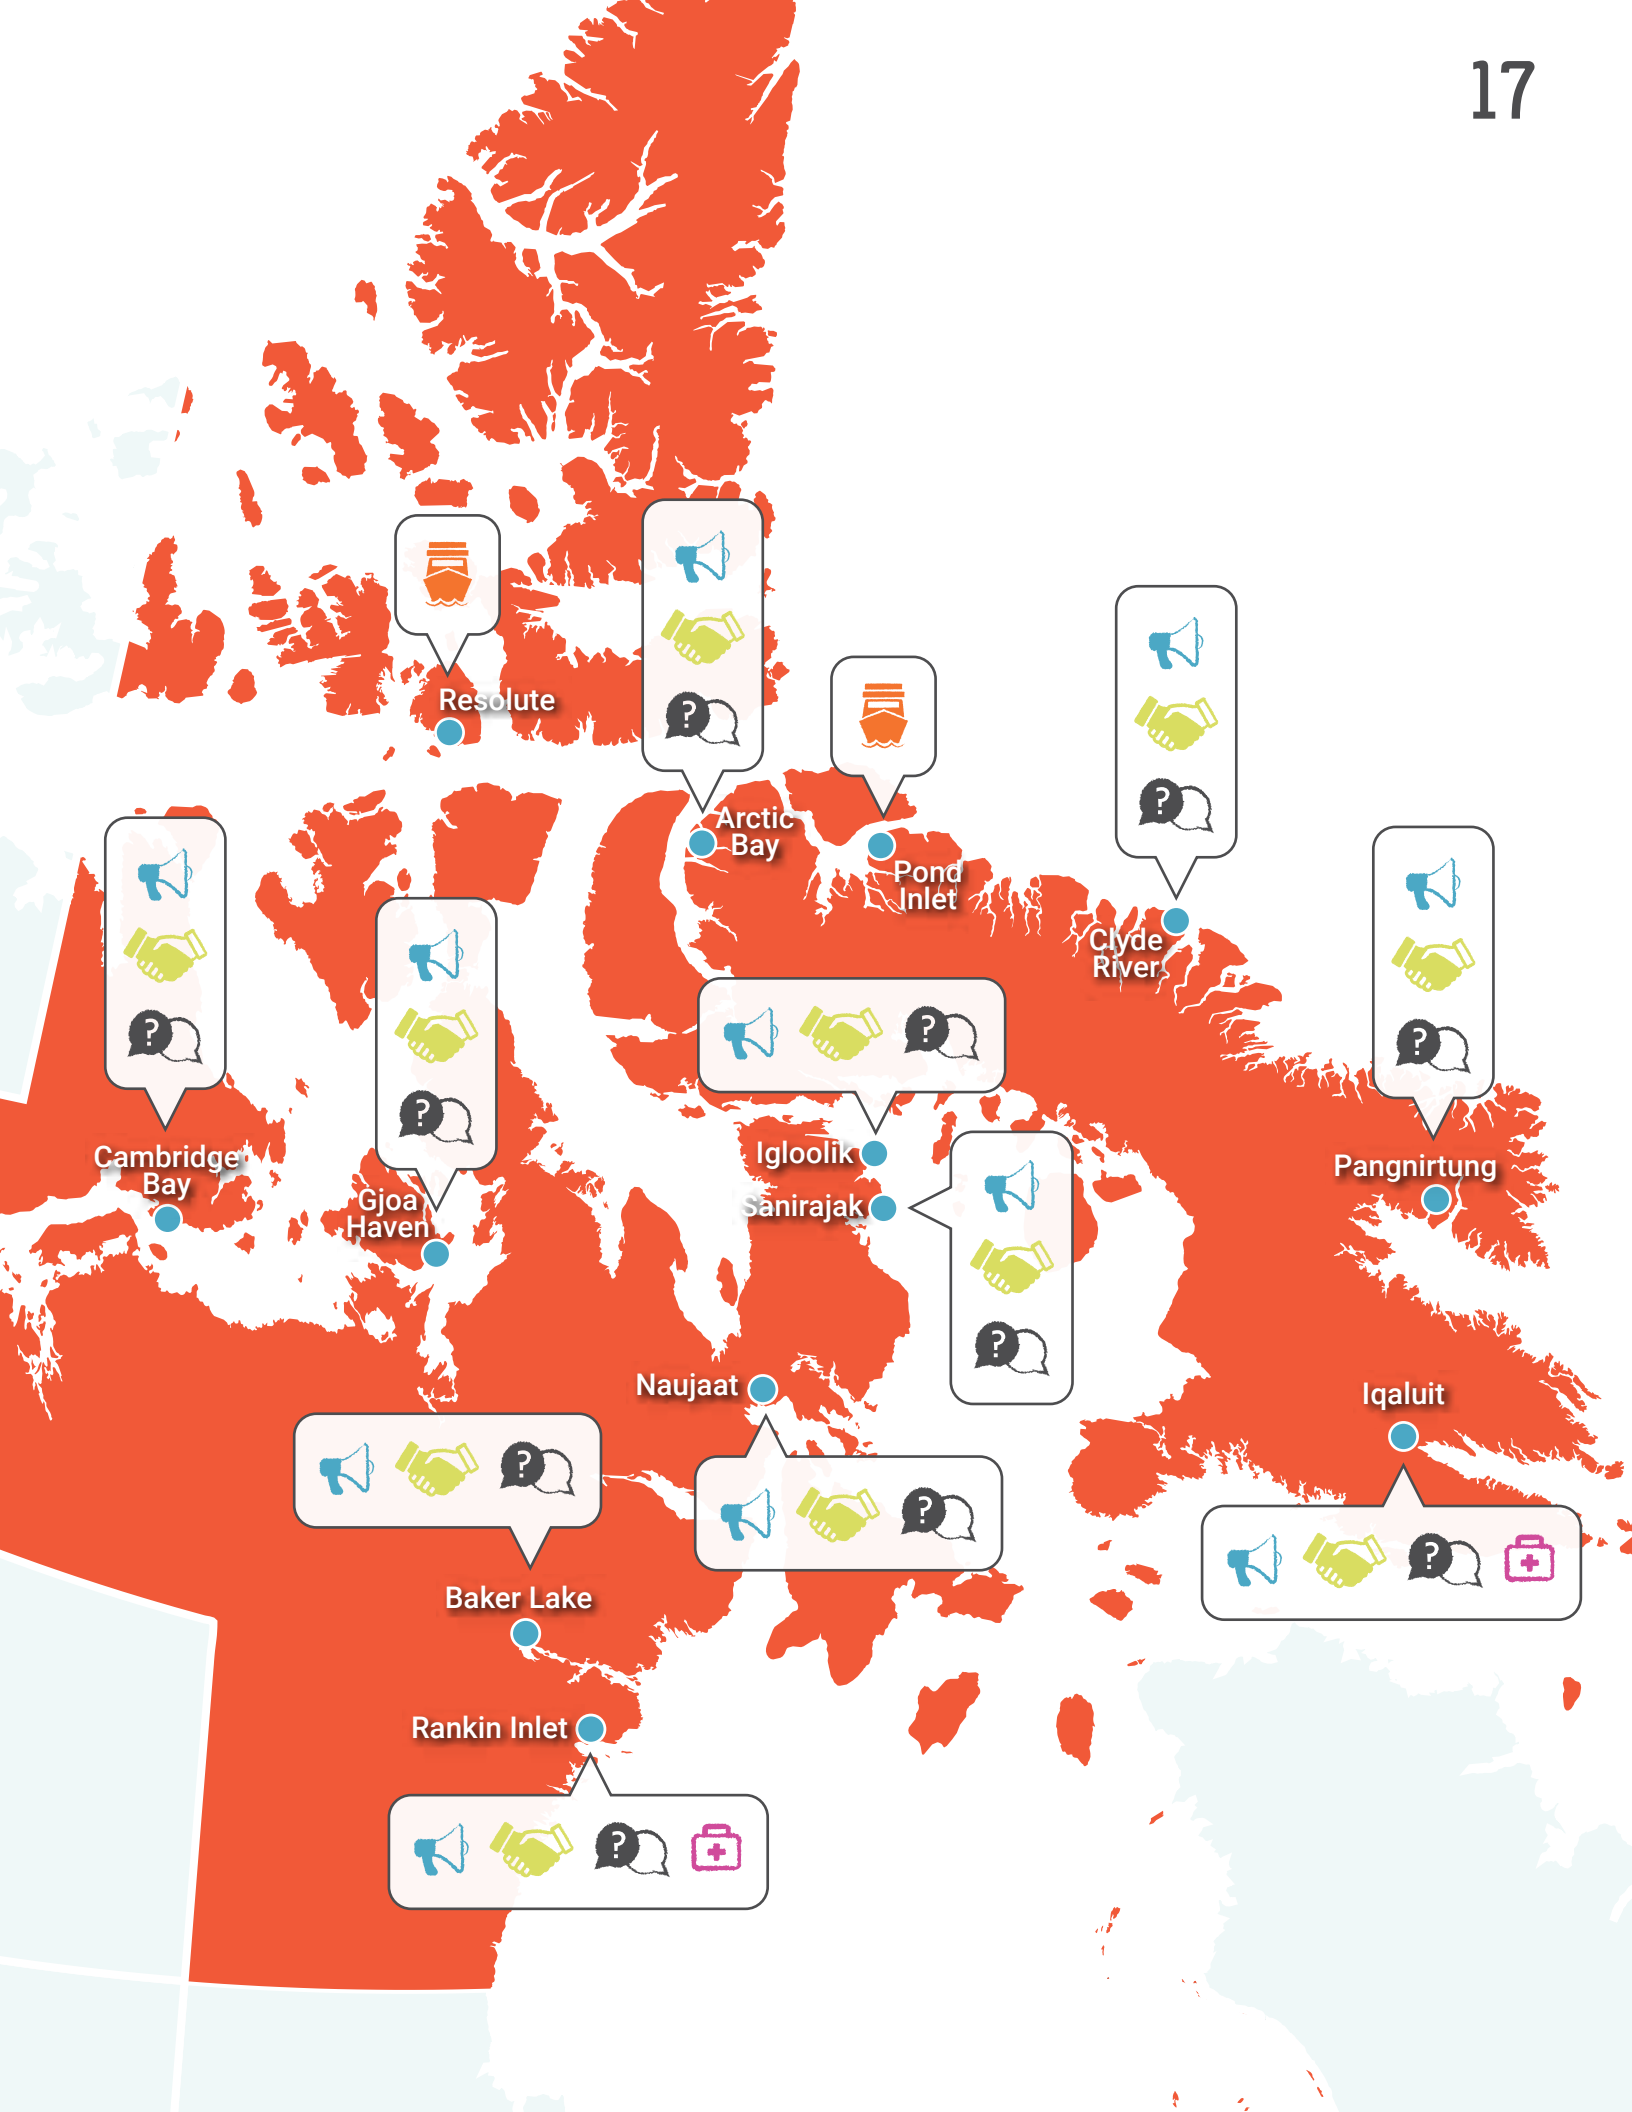 17
Resolute
Arctic
Bay
Pond
Inlet
Clyde
River
Cambridge
Bay
Gjoa
Haven
Igloolik
Sanirajak
Pangnirtung
Naujaat
Iqaluit
Baker Lake
Rankin Inlet
?
?
?
?
?
?
?
?
?
?
?
?